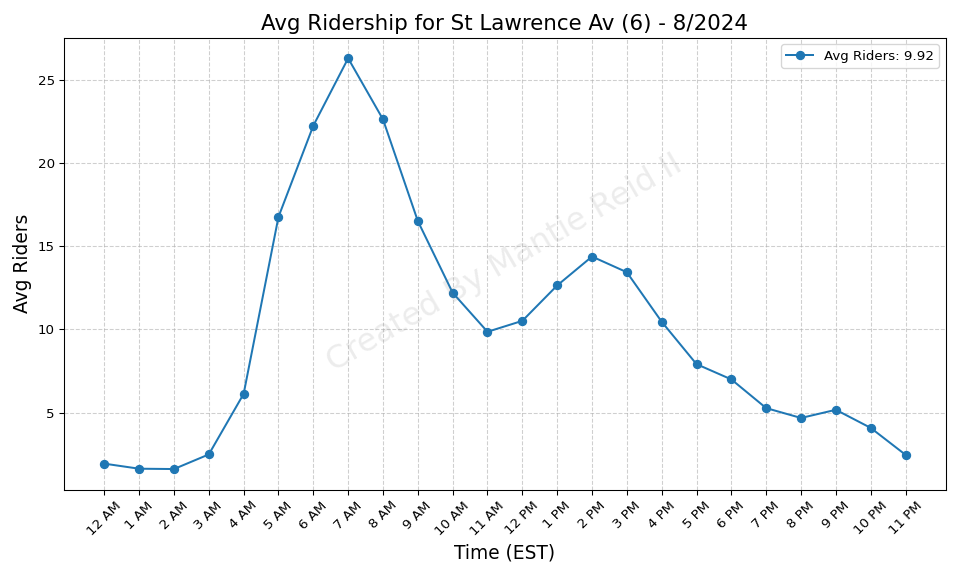 Avg Ridership for St Lawrence Av (6) - 8/2024
Avg Riders: 9.92
25
20
15
10
5
Avg Riders
Created By Mantie Reid II
12 AM 1 AM 2 AM 3 AM 4 AM 5 AM 6 AM 7 AM 8 AM 9 AM 10 AM 11 AM 12 PM 1 PM 2 PM 3 PM 4 PM 5 PM 6 PM 7 PM 8 PM 9 PM 10 PM 11 PM
Time (EST)